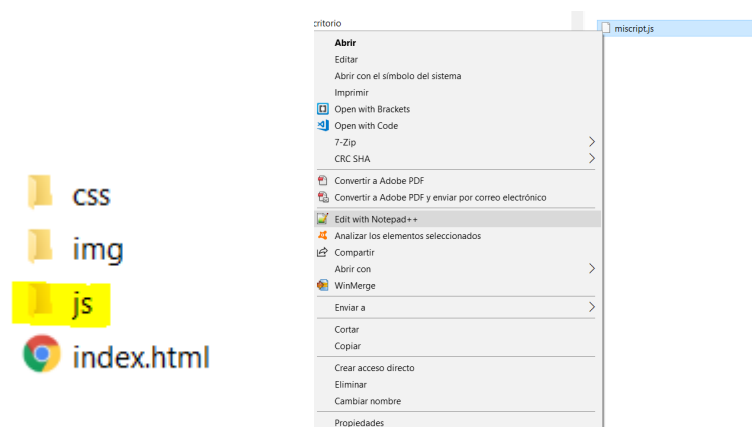 css
img
js
index.html
critorio
miscript.js
Abrir
Editar
Abrir con el símbolo del sistema
Imprimir
Open with Brackets
Open with Code
7-Zip
CRC SHA
Convertir a Adobe PDF
Convertir a Adobe PDF y enviar por correo electrónico
Edit with Notepad++
Analizar los elementos seleccionados
Compartir
Abrir con
WinMerge
Enviar a
Cortar
Copiar
Crear acceso directo
Eliminar
Cambiar nombre
Propiedades